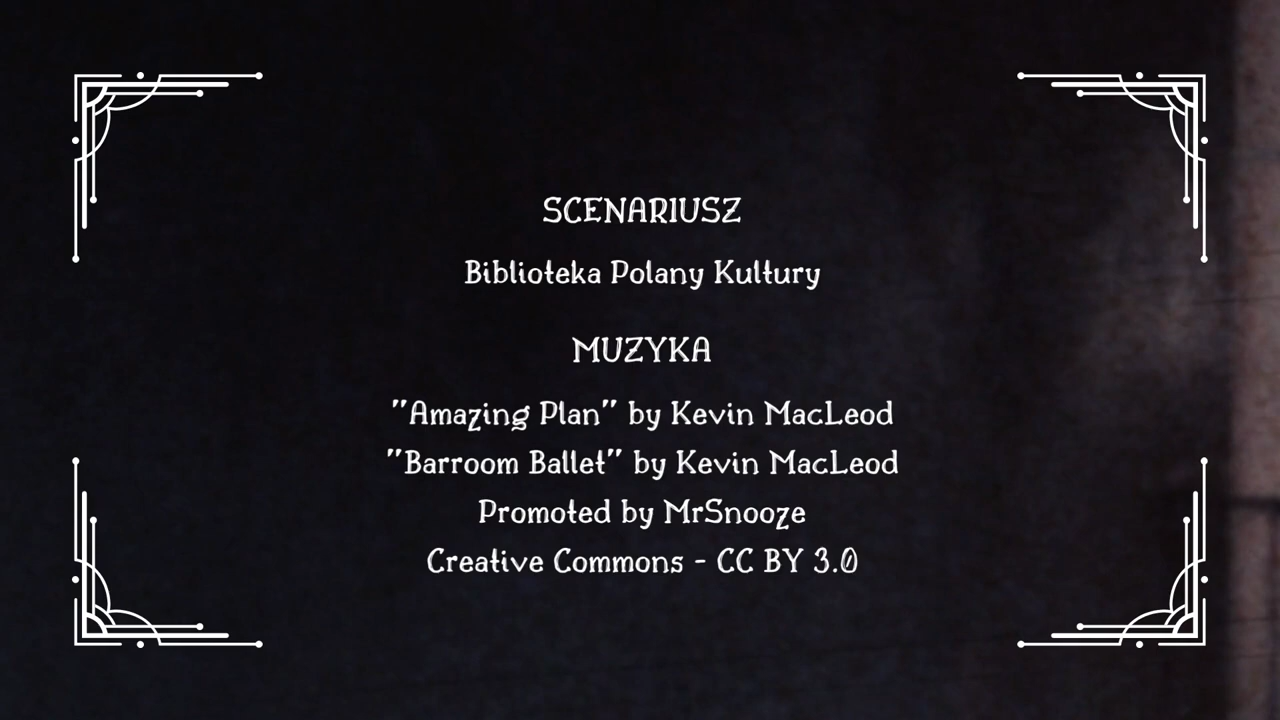 SCENARIUSZ
Biblioteka Polany Kultury
MUZYKA
"Amazing Plan" by Kevin MacLeod
"Barroom Ballet" by Kevin MacLeod
Promoted by MrSnooze
Creative Commons - CC BY 3.0